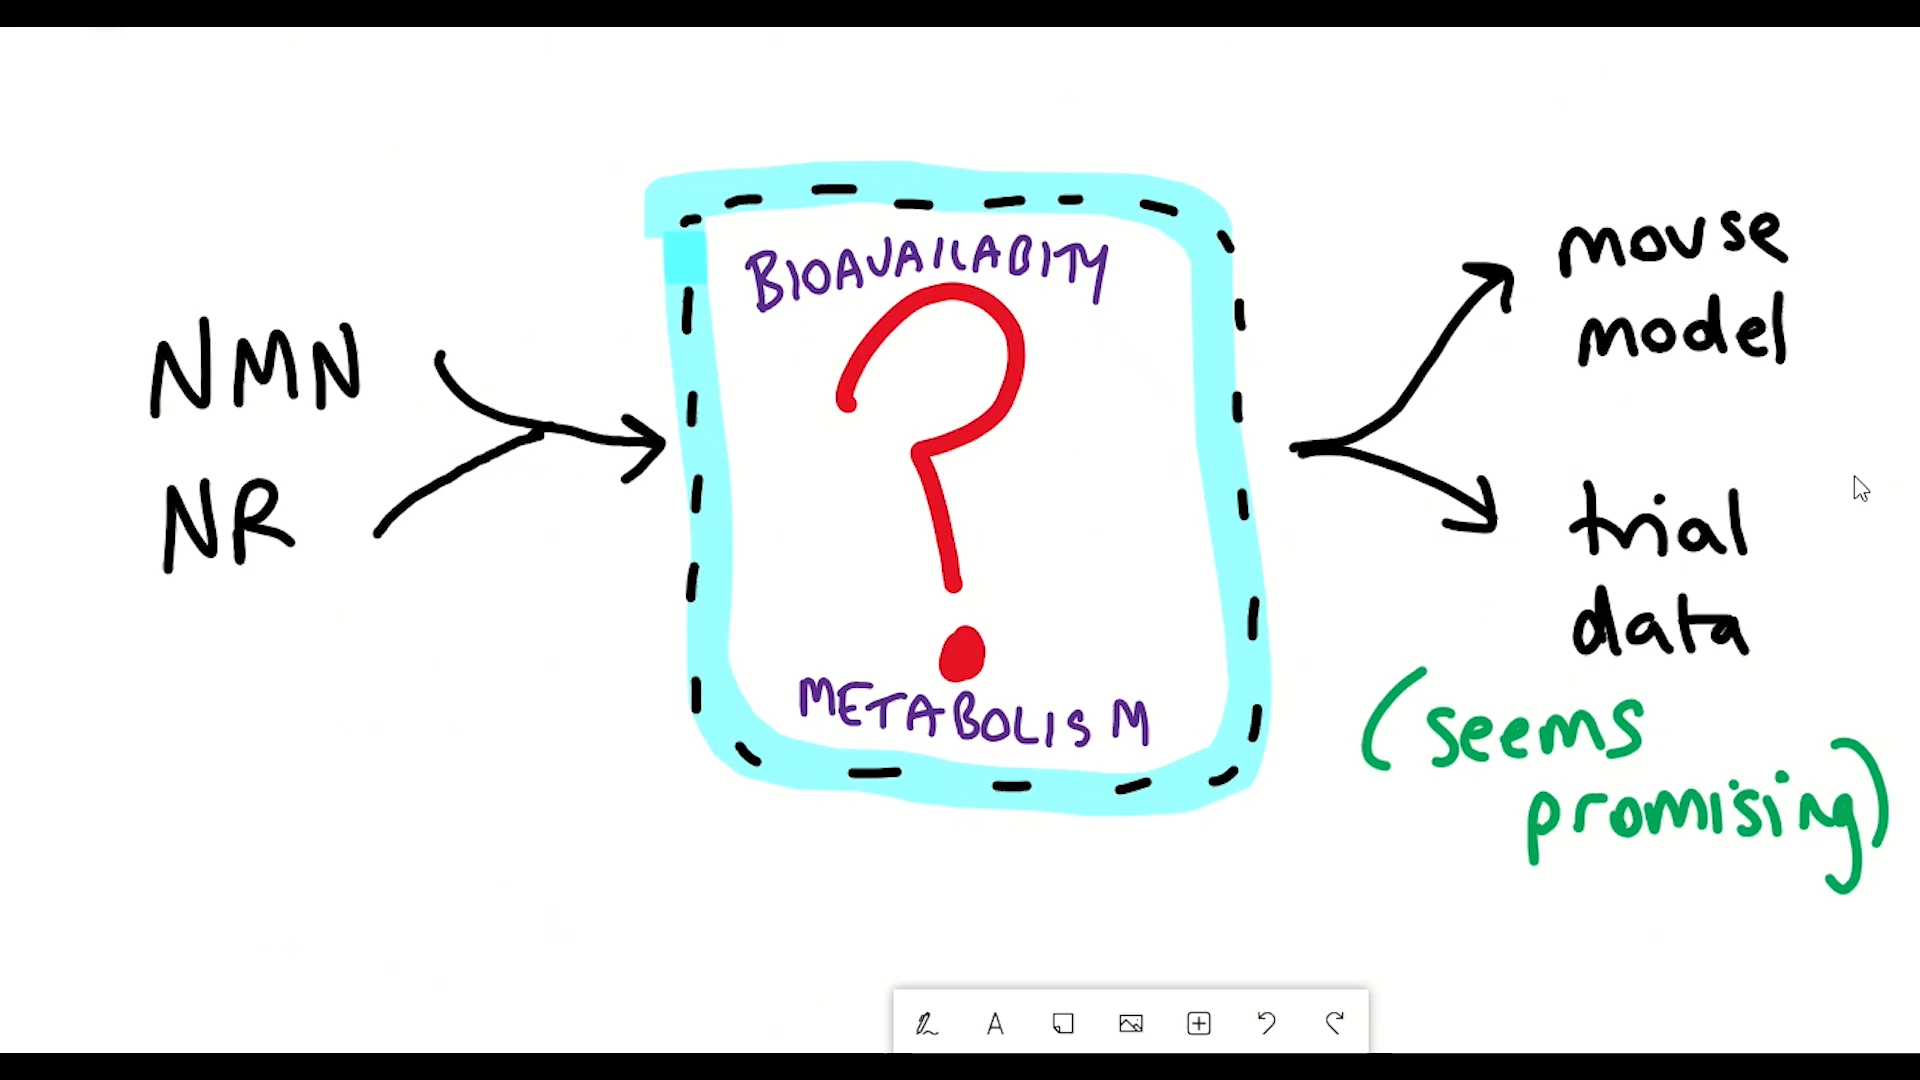 NMN
NR
BIOAVAILABITY
?
METABOLISM
mouse
model
trial
data
(seems
promising)
A